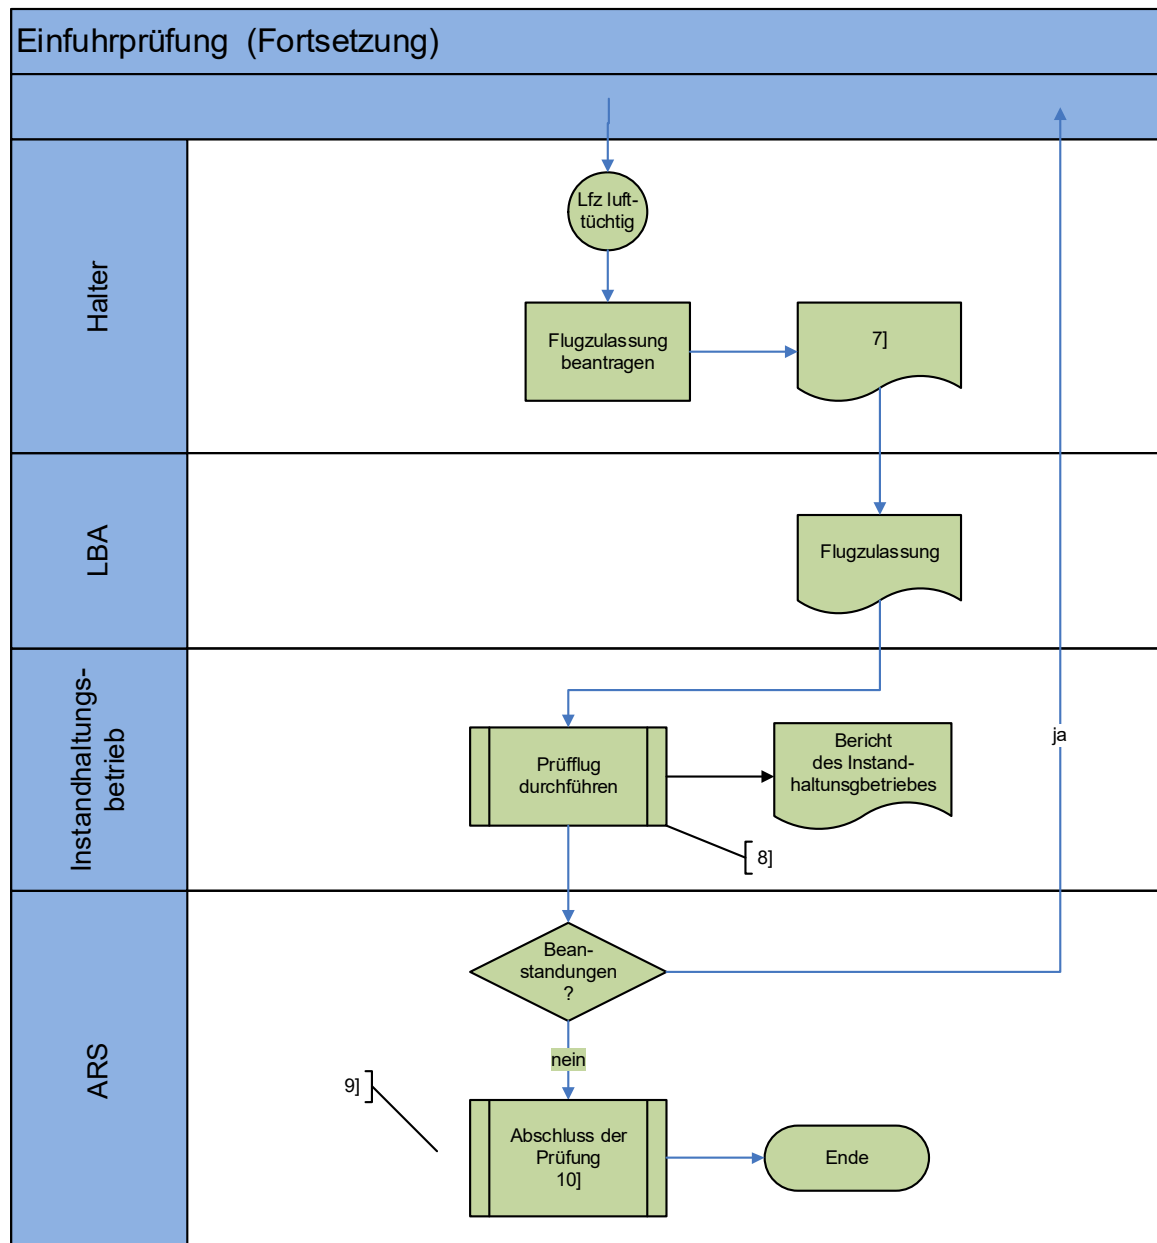 Einfuhrprüfung (Fortsetzung)
Halter
Lfz luft-
tüchtig
Flugzulassung
beantragen
7]
LBA
Flugzulassung
Instandhaltungs-
betrieb
Prüfflug
durchführen
Bericht
des Instand-
haltunsgbetriebes
8]
ja
ARS
Bean-
standungen
?
nein
9]
Abschluss der
Prüfung
10]
Ende